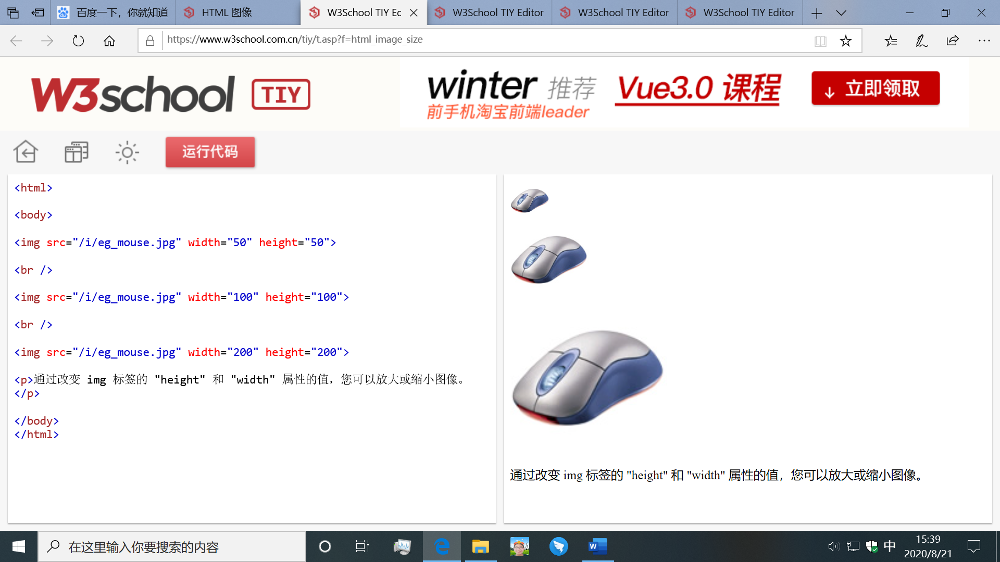 百度一下，你就知道
HTML 图像
W3School TIY Ec
W3School TIY Editor
W3School TIY Editor
W3School TIY Editor
https://www.w3school.com.cn/tiy/t.asp?f=html_image_size
W3school TIY
winter 推荐
前手机淘宝前端leader
Vue3.0 课程
立即领取
运行代码
<html>
<body>
<img src="/i/eg_mouse.jpg" width="50" height="50">
<br />
<img src="/i/eg_mouse.jpg" width="100" height="100">
<br />
<img src="/i/eg_mouse.jpg" width="200" height="200">
<p>通过改变 img 标签的 "height" 和 "width" 属性的值，您可以放大或缩小图像。
</p>
</body>
</html>
通过改变 img 标签的 "height" 和 "width" 属性的值，您可以放大或缩小图像。
在这里输入你要搜索的内容
中
15:39
2020/8/21